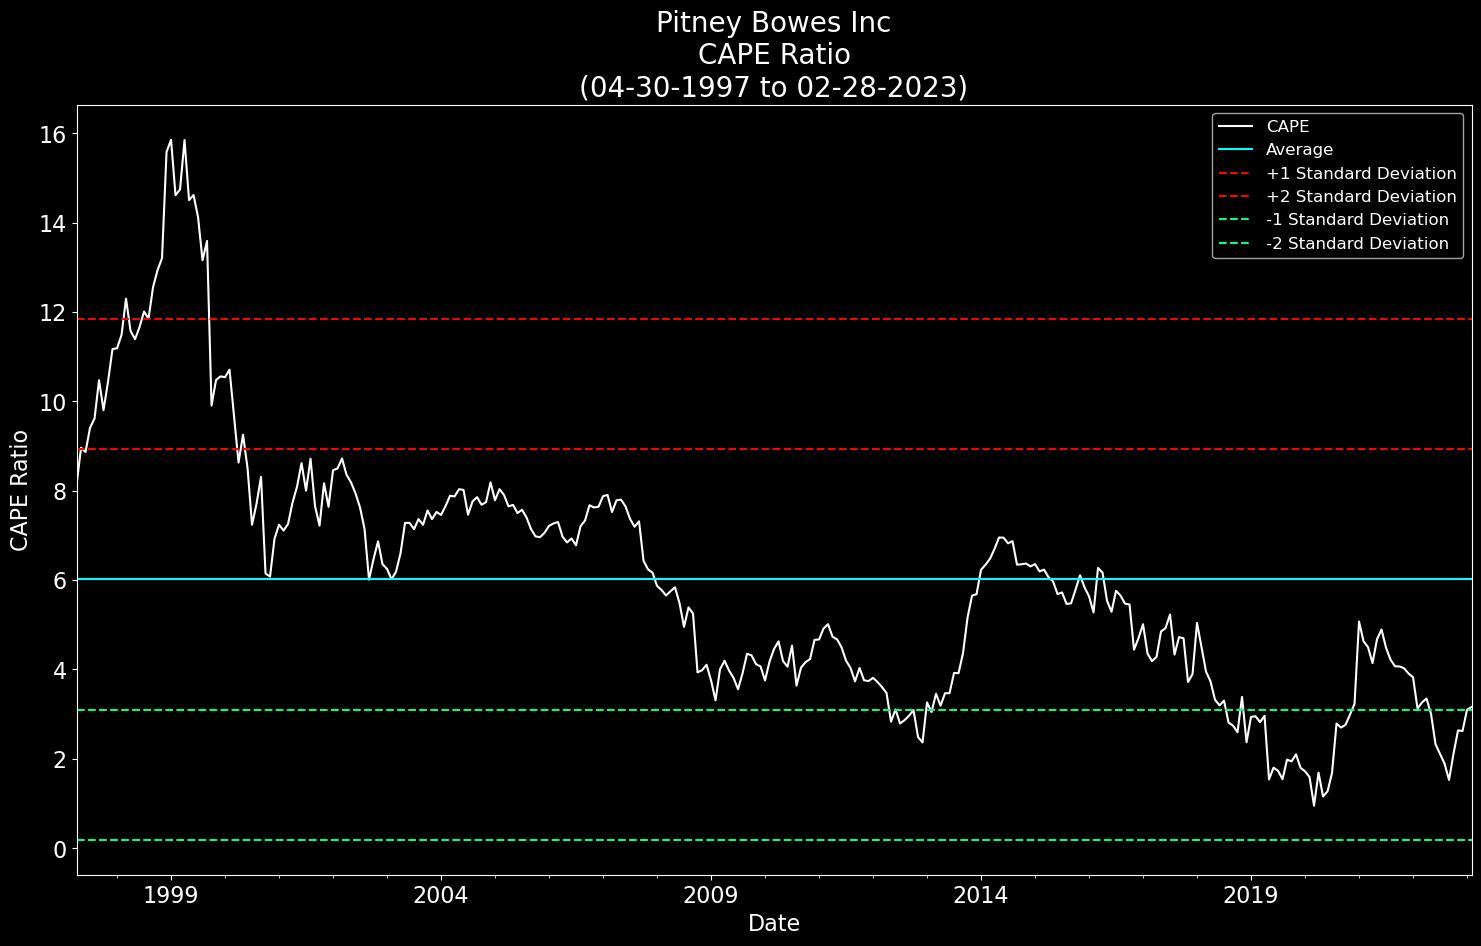 Pitney Bowes Inc
CAPE Ratio
(04-30-1997 to 02-28-2023)
CAPE
Average
+1 Standard Deviation
+2 Standard Deviation
-1 Standard Deviation
-2 Standard Deviation
CAPE Ratio
16
14
12
10
8
6
4
2
0
1999 2004 2009 2014 2019
Date